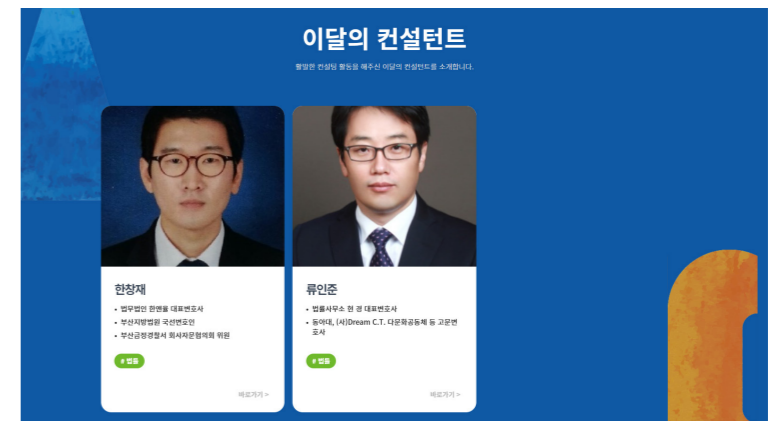 이달의 컨설턴트
활발한 컨설팅 활동을 해주신 이달의 컨설턴트를 소개합니다.
한창재
• 법무법인 한앤율 대표변호사
• 부산지방법원 국선변호인
• 부산금정경찰서 회사자문협의회 위원
# 법률
바로가기 >
류인준
• 법률사무소 현 경 대표변호사
• 동아대, (사)Dream C.T. 다문화공동체 등 고문변
호사
# 법률
바로가기 >